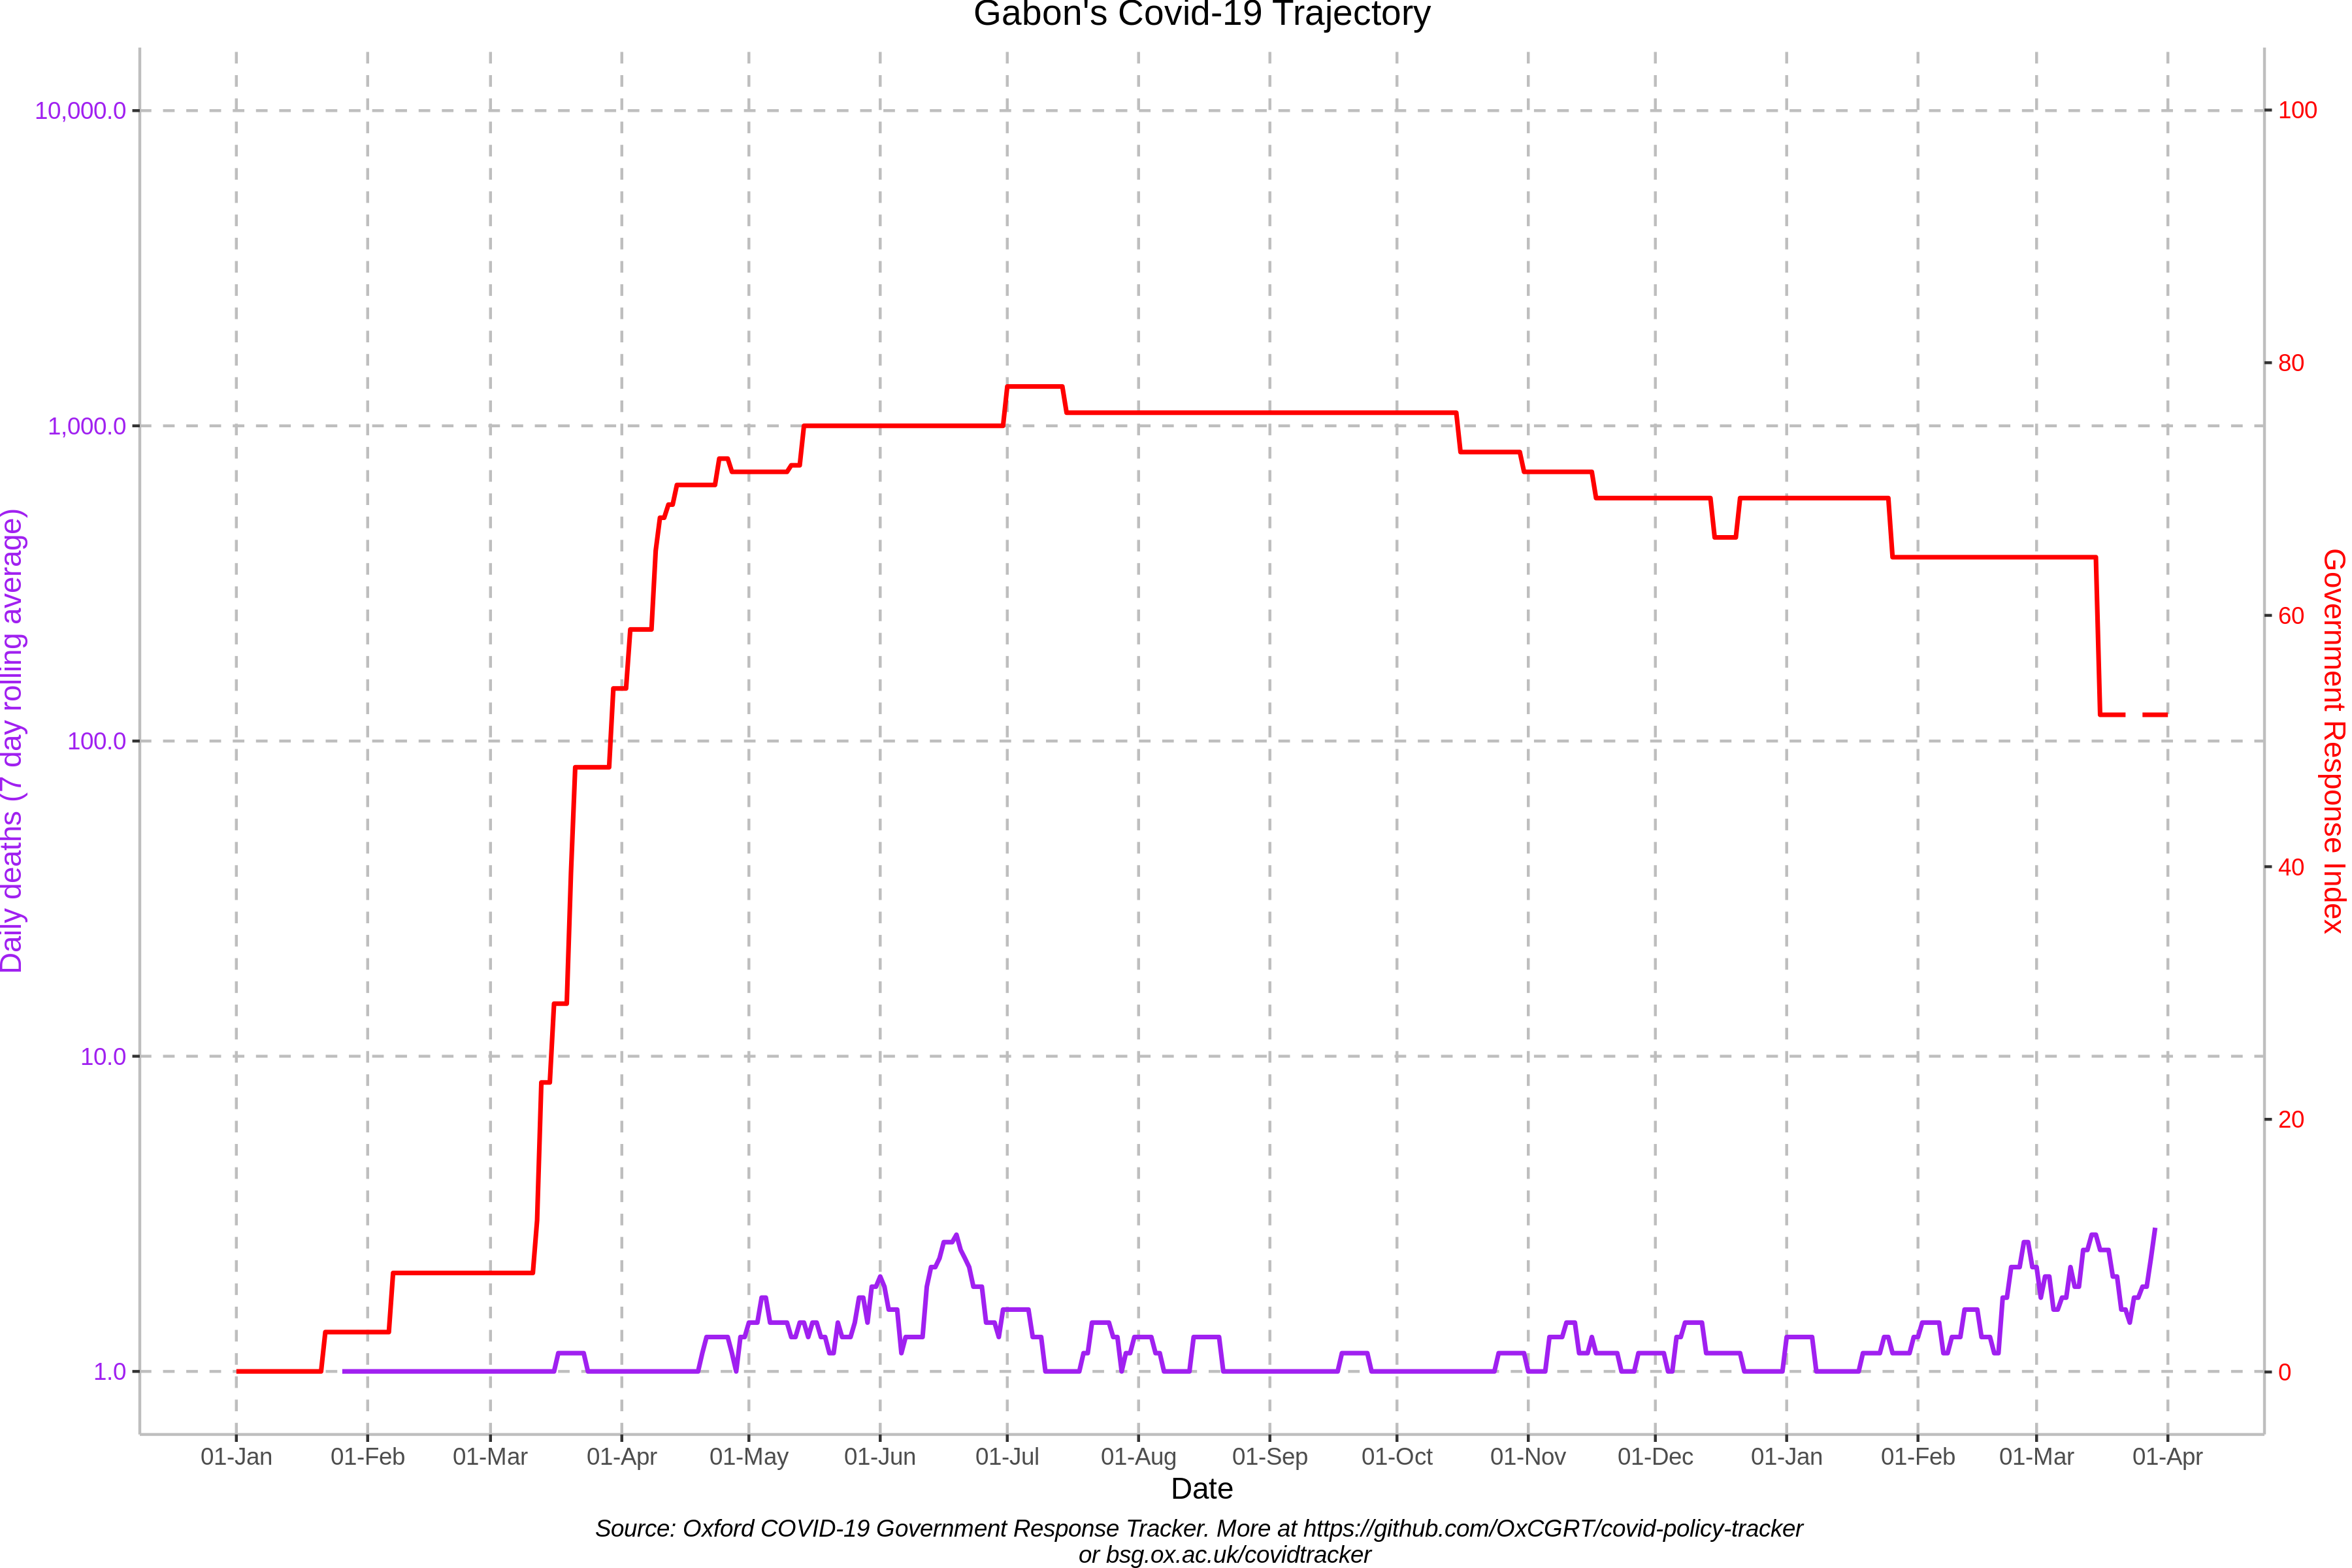 Gabon's Covid-19 Trajectory
Daily deaths (7 day rolling average)
10,000.0
1,000.0
100.0
10.0
1.0
100
80
60
40
20
0
Government Response Index
01-Jan 01-Feb 01-Mar 01-Apr 01-May 01-Jun 01-Jul 01-Aug 01-Sep 01-Oct 01-Nov 01-Dec 01-Jan 01-Feb 01-Mar 01-Apr
Date
Source: Oxford COVID-19 Government Response Tracker. More at https://github.com/OxCGRT/covid-policy-tracker
or bsg.ox.ac.uk/covidtracker